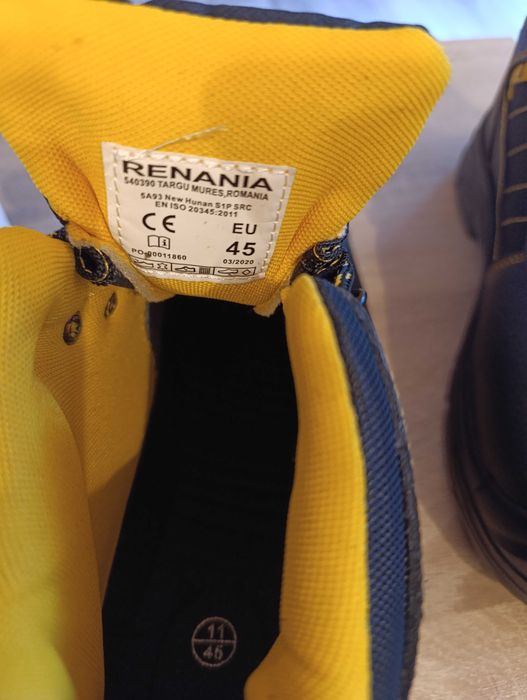 RENANIA
540390 TARGU MURES, ROMANIA
5A93 New Hunan S1P SRC
EN ISO 20345:2011
CE EU
45
PO-00011860 03/2020
11
45